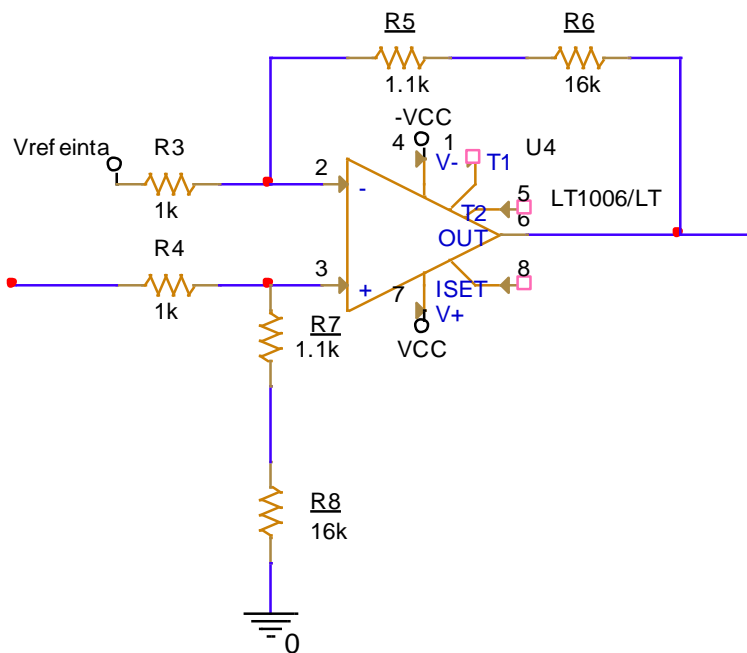 R5
R6
1.1k
16k
-VCC
4
1
U4
Vrefeinta
R3
V-
T1
2
-
5
LT1006/LT
1k
T2
6
OUT
R4
3
8
+
7
ISET
1k
R7
V+
1.1k
VCC
R8
16k
0